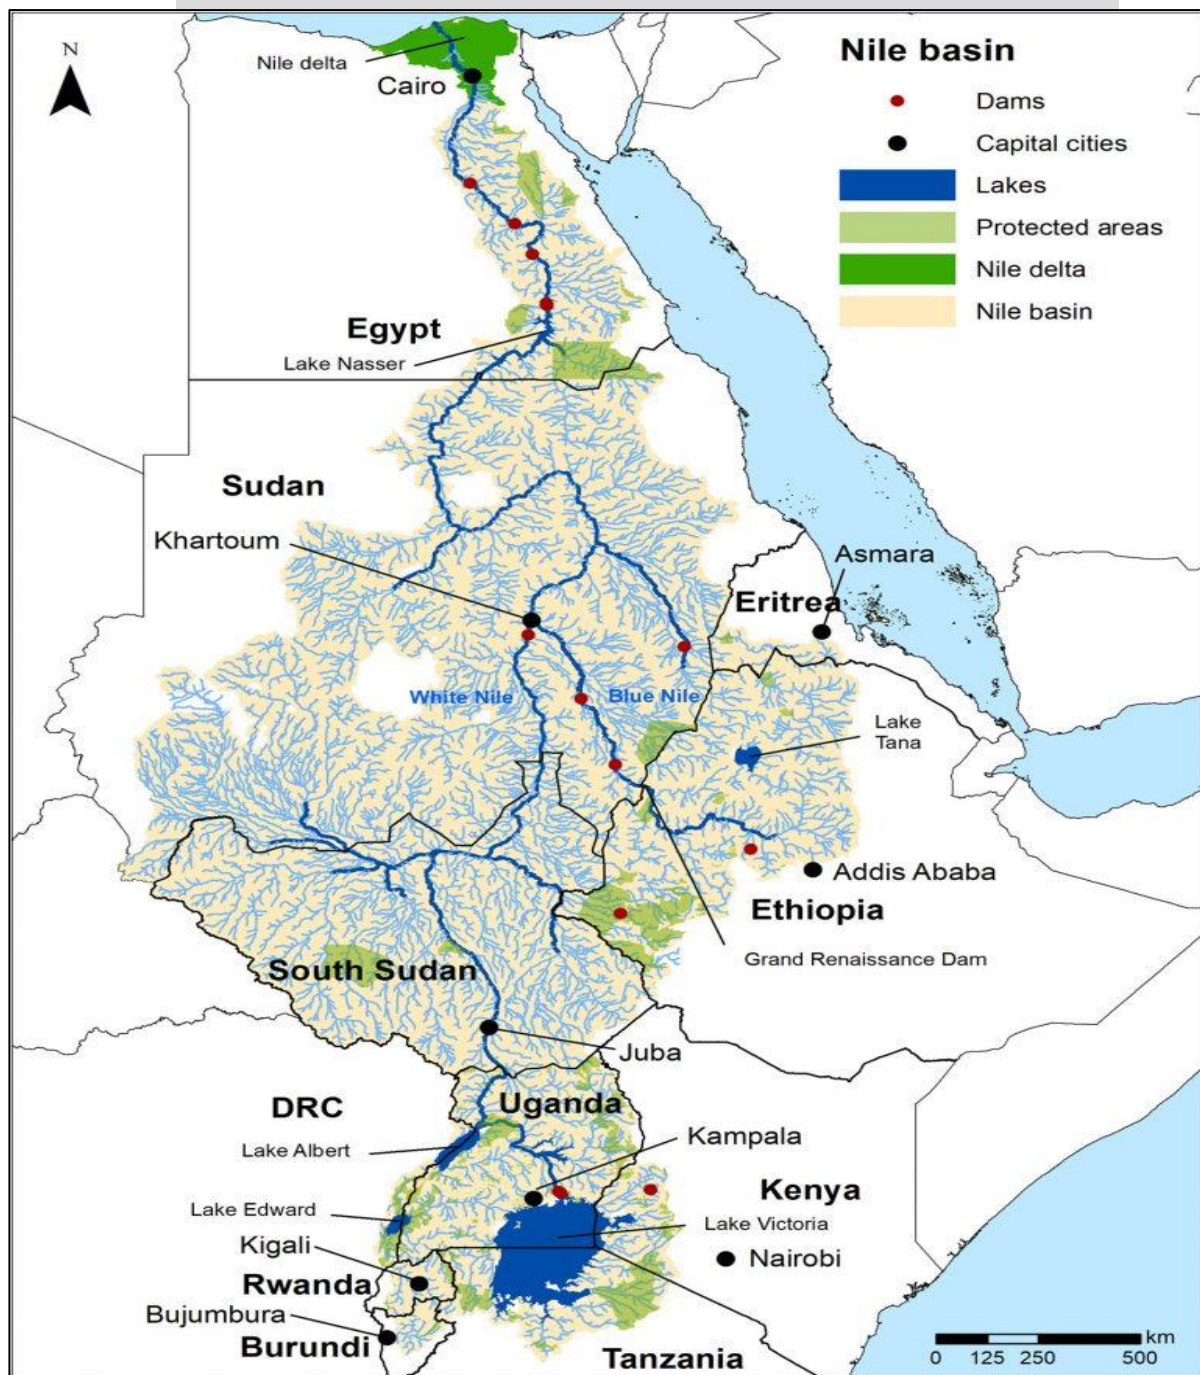 N
Nile delta
Cairo
Nile basin
Dams
Capital cities
Lakes
Protected areas
Nile delta
Nile basin
Egypt
Lake Nasser
Sudan
Khartoum
Asmara
Eritrea
White Nile
Blue Nile
Lake
Tana
Addis Ababa
Ethiopia
Grand Renaissance Dam
South Sudan
Juba
DRC
Uganda
Kampala
Lake Albert
Kenya
Lake Edward
Lake Victoria
Kigali
Nairobi
Rwanda
Bujumbura
Burundi
Tanzania
km
0 125 250 500